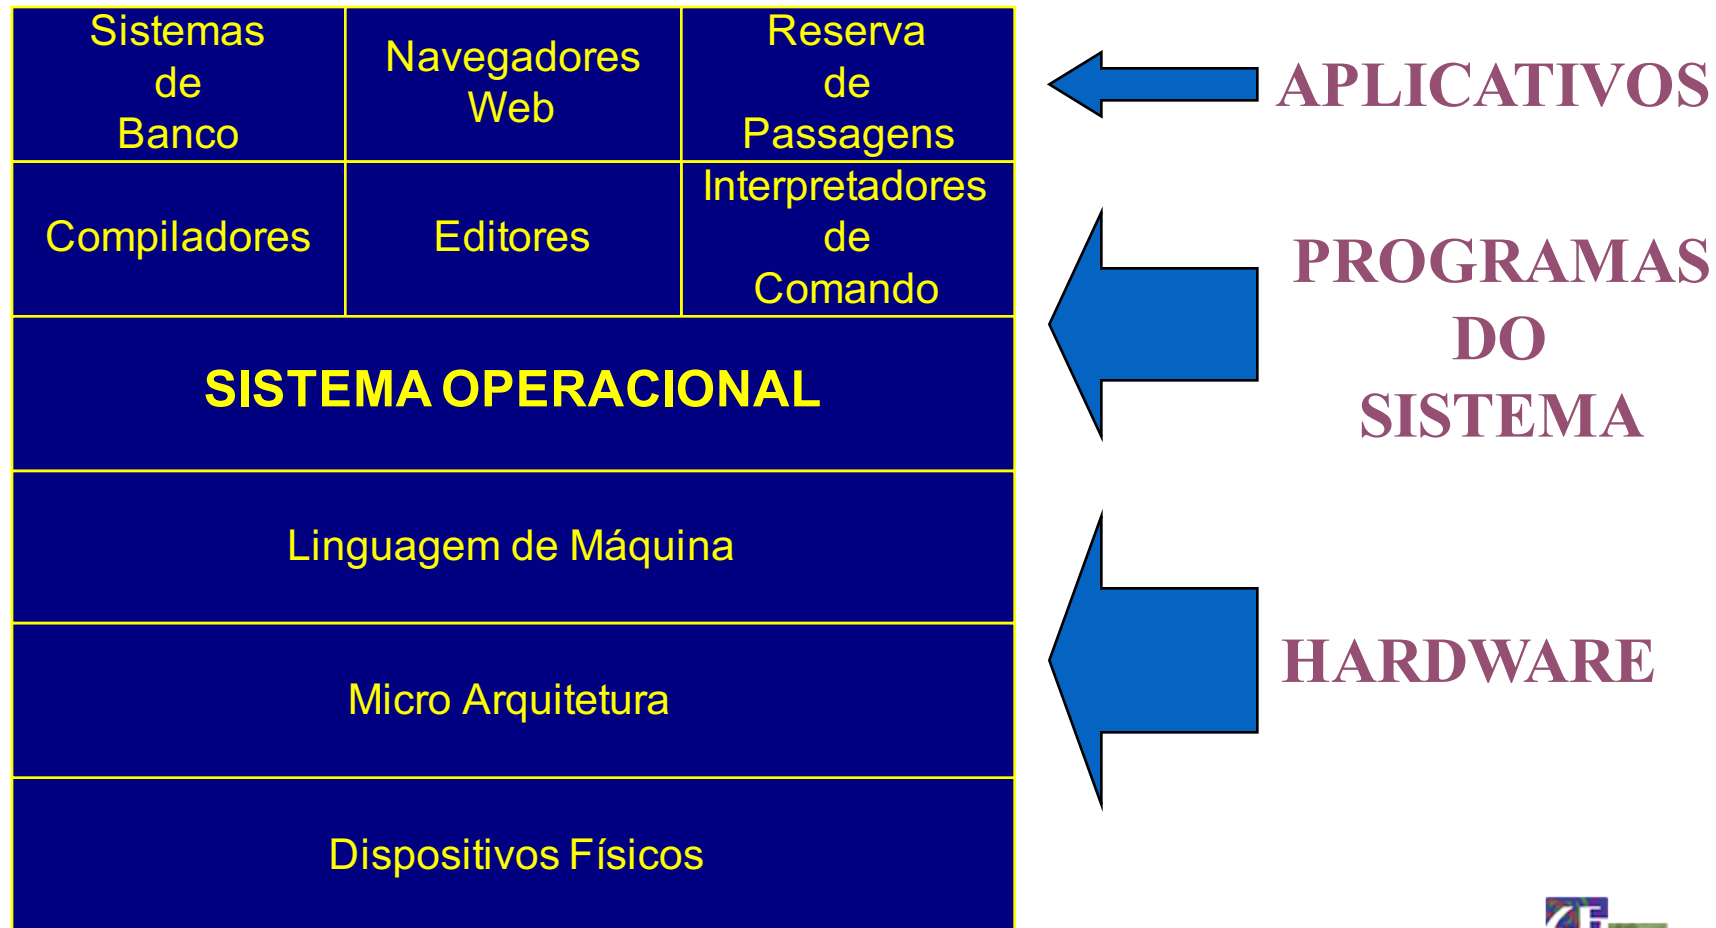 Sistemas
de
Banco
Navegadores
Web
Reserva
de
Passagens
APLICATIVOS
Compiladores
Editores
Interpretadores
de
Comando
PROGRAMAS
DO
SISTEMA
SISTEMA OPERACIONAL
Linguagem de Máquina
Micro Arquitetura
HARDWARE
Dispositivos Físicos